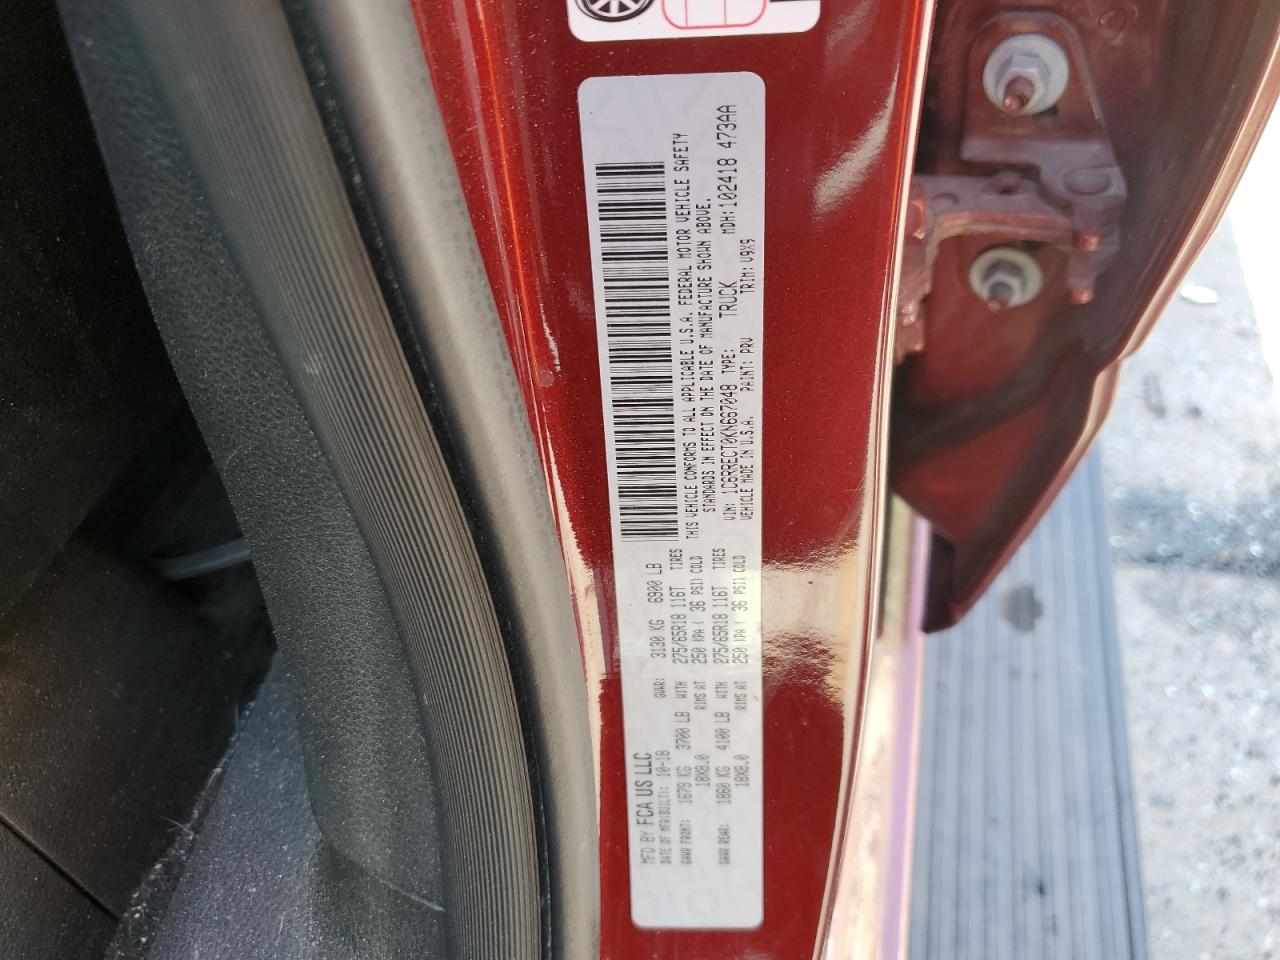 MFD BY FCA US LLC
DATE OF MFR(BUILT): 10-18 GVWR: 3130 KG 6900 LB
GAWR FRONT: 1679 KG 3700 LB WITH 275/65R18 116T TIRES
18X8.0 RIMS AT 250 KPA ( 36 PSI) COLD
GAWR REAR: 1860 KG 4100 LB WITH 275/65R18 116T TIRES
18X8.0 RIMS AT 250 KPA ( 36 PSI) COLD
THIS VEHICLE CONFORMS TO ALL APPLICABLE U.S.A. FEDERAL MOTOR VEHICLE SAFETY
STANDARDS IN EFFECT ON THE DATE OF MANUFACTURE SHOWN ABOVE.
VIN: 1C6RRECT0KN667048 TYPE: TRUCK MDH:102418 473AA
VEHICLE MADE IN U.S.A. PAINT: PRV TRIM: V9X9